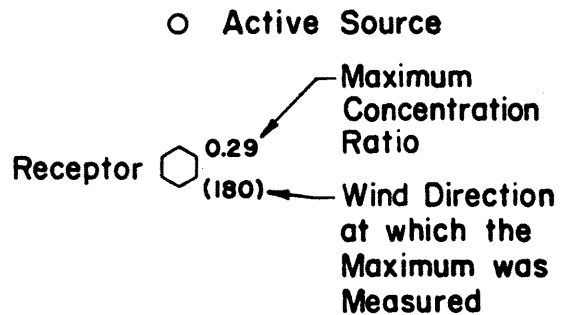 Active Source
Maximum
Concentration
Ratio
0.29
Receptor
(180)
Wind Direction
at which the
Maximum was
Measured